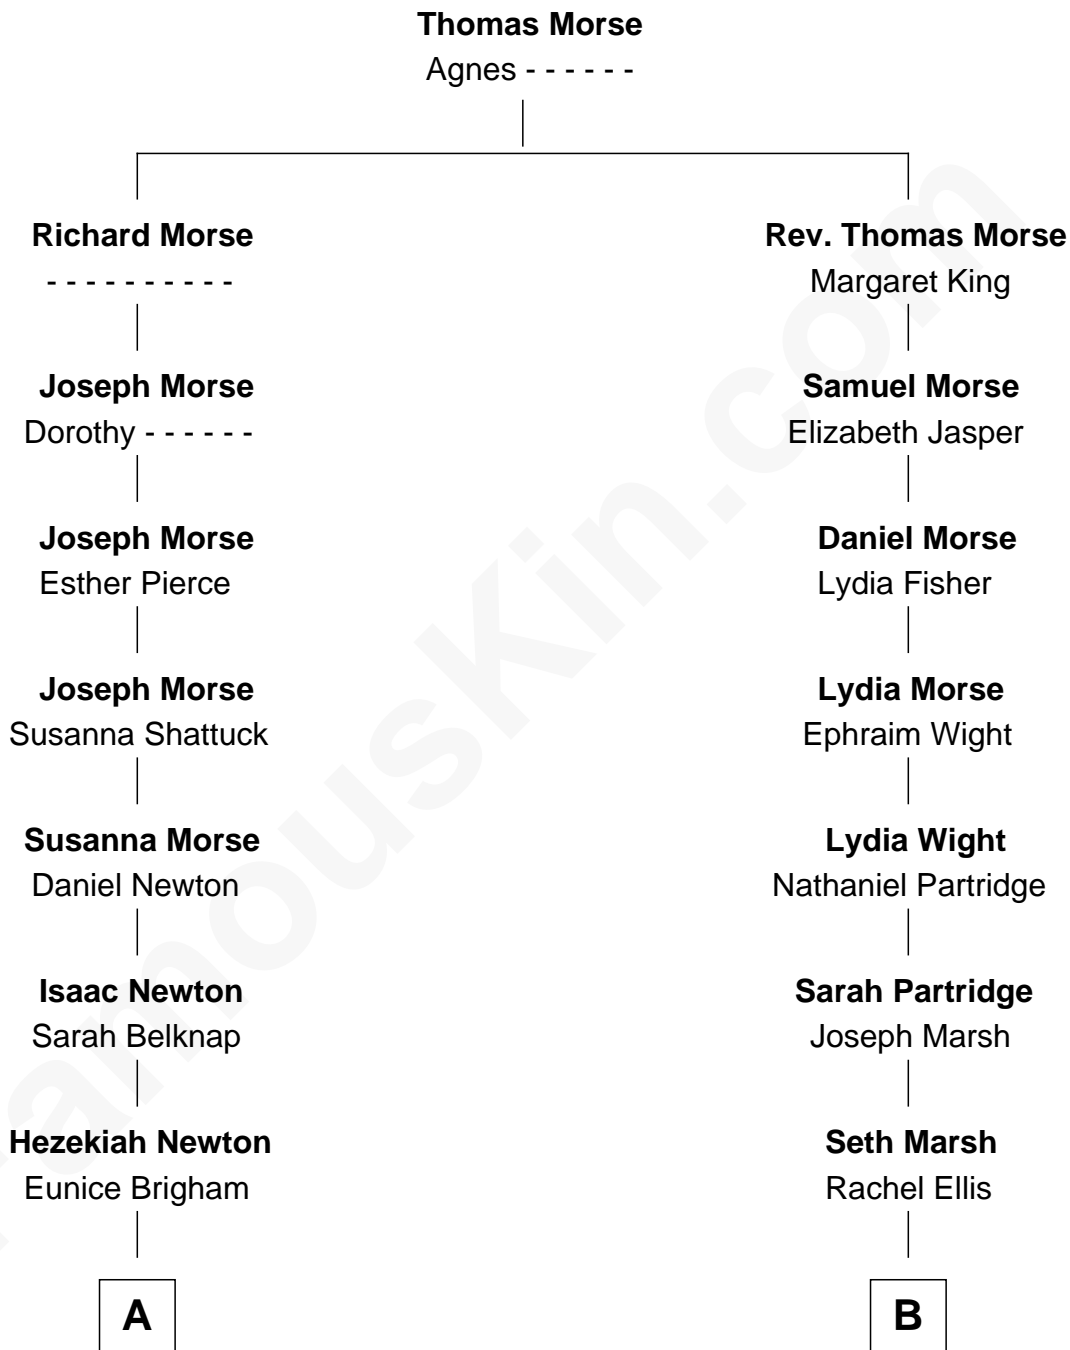 Thomas Morse
Agnes - - - - - -
Richard Morse
- - - - - - - - - -
Rev. Thomas Morse
Margaret King
Joseph Morse
Dorothy - - - - - -
Samuel Morse
Elizabeth Jasper
Joseph Morse
Esther Pierce
Daniel Morse
Lydia Fisher
Joseph Morse
Susanna Shattuck
Lydia Morse
Ephraim Wight
Susanna Morse
Daniel Newton
Lydia Wight
Nathaniel Partridge
Isaac Newton
Sarah Belknap
Sarah Partridge
Joseph Marsh
Hezekiah Newton
Eunice Brigham
Seth Marsh
Rachel Ellis
A
B
FamousKin.com